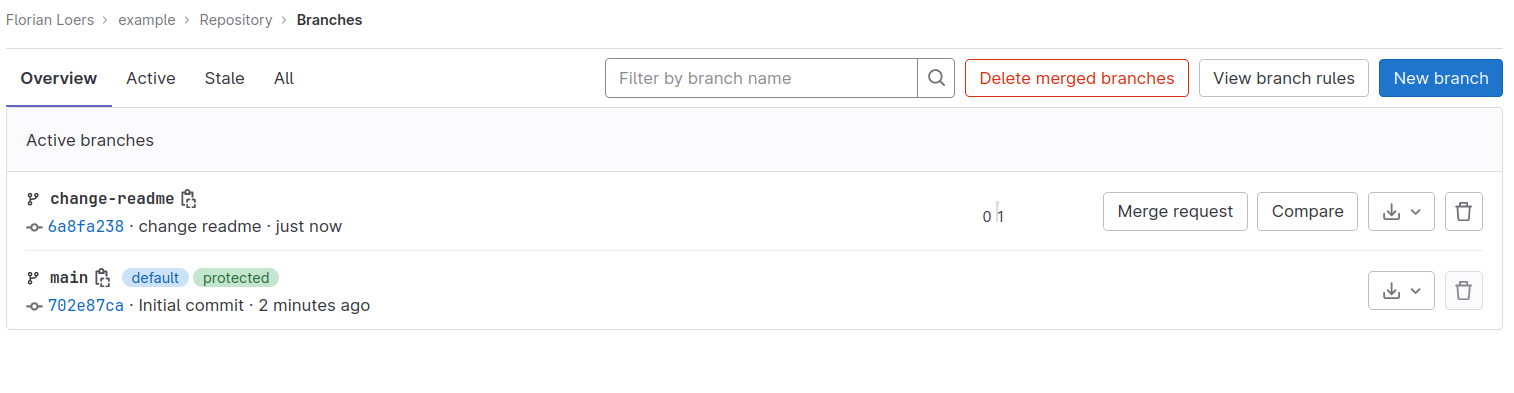 Florian Loers > example > Repository > Branches
Overview Active Stale All Filter by branch name Delete merged branches View branch rules New branch
Active branches
change-readme
6a8fa238 · change readme · just now
0 1 Merge request Compare
main default protected
702e87ca · Initial commit · 2 minutes ago